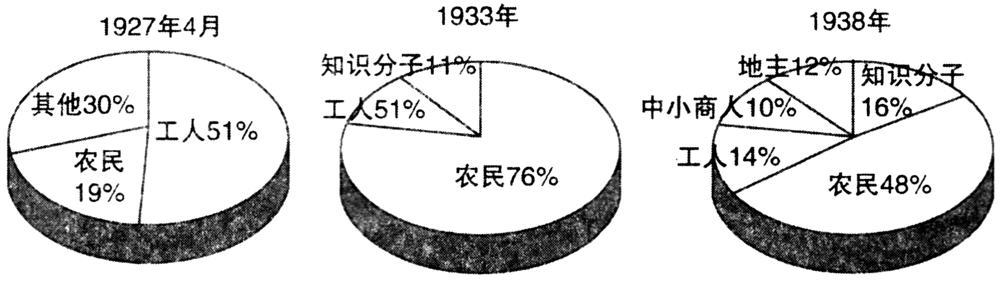 1927年4月
其他30%
工人51%
农民
19%
1933年
知识分子11%
工人51%
农民76%
1938年
地主12%
知识分子
16%
中小商人10%
工人14%
农民48%